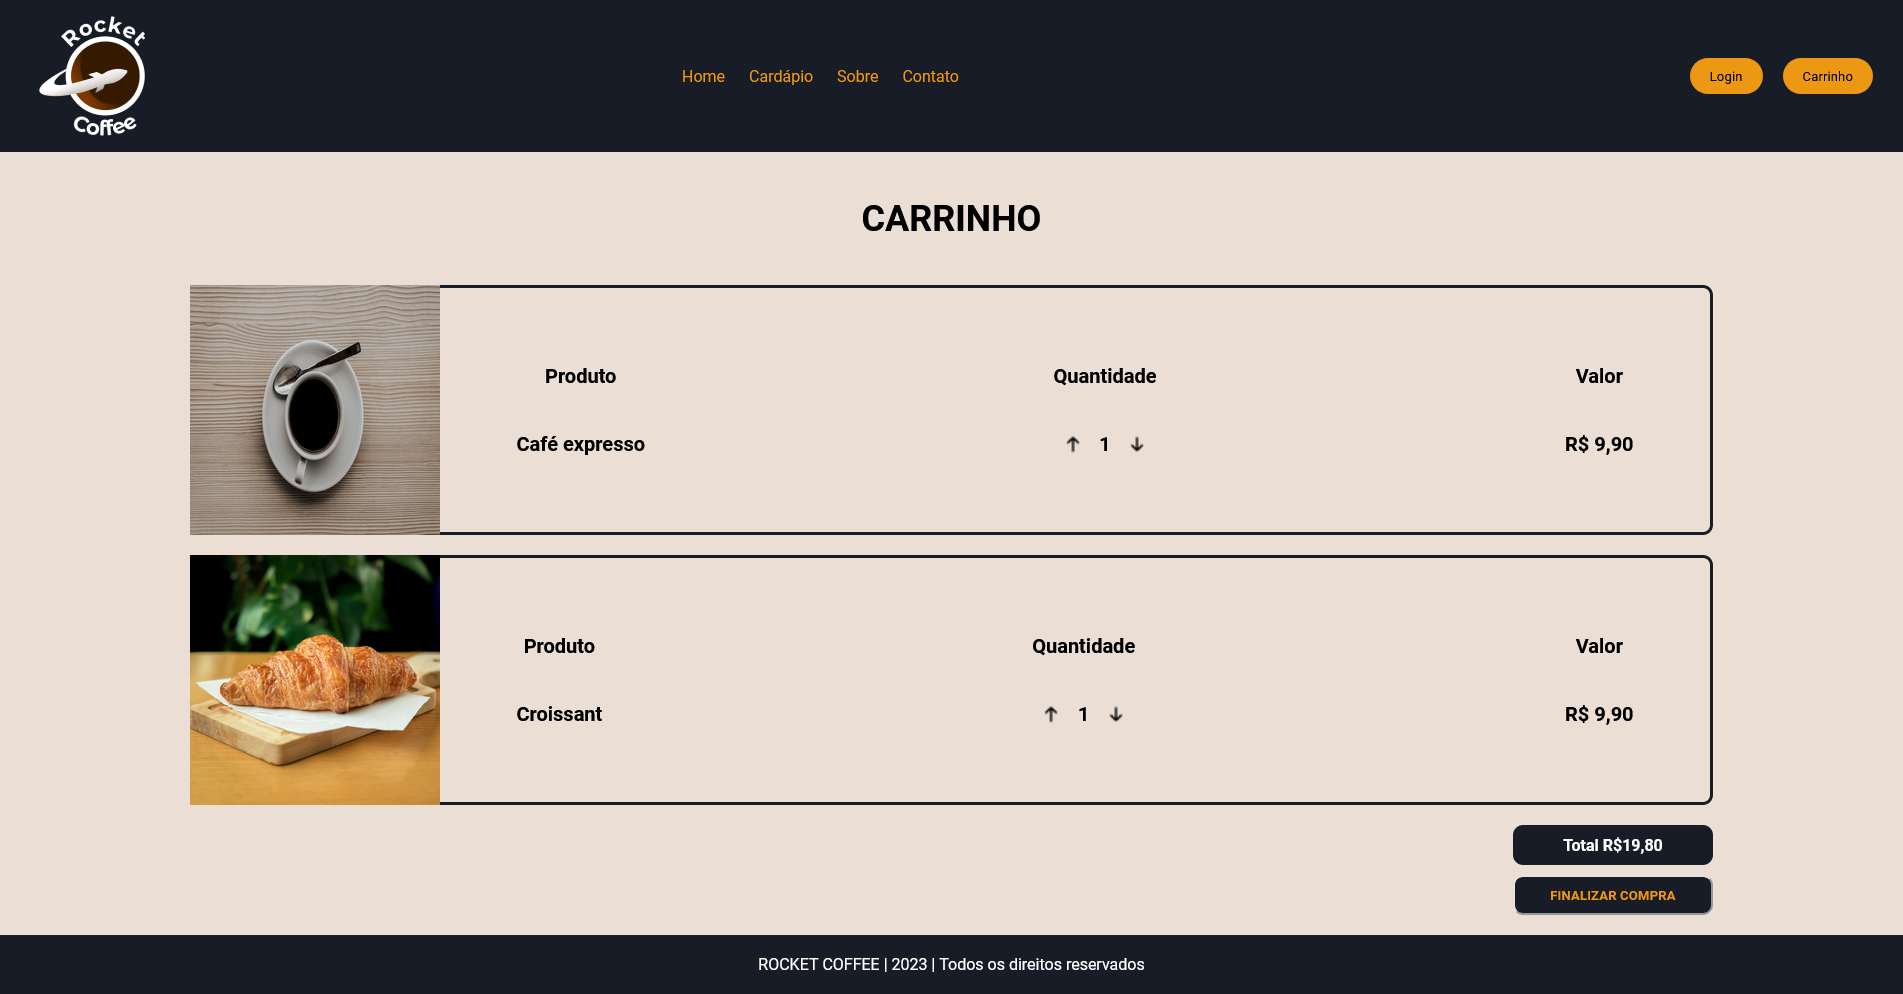 Rocket
Coffee
Home Cardápio Sobre Contato
Login Carrinho
CARRINHO
Produto Quantidade Valor
Café expresso 1 R$ 9,90
Produto Quantidade Valor
Croissant 1 R$ 9,90
Total R$19,80
FINALIZAR COMPRA
ROCKET COFFEE | 2023 | Todos os direitos reservados